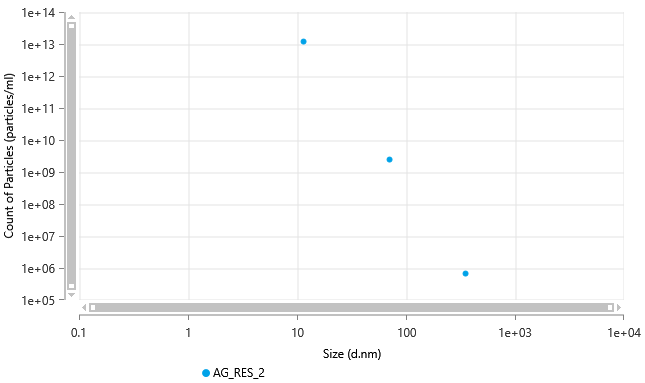 1e+14
1e+13
1e+12
1e+11
1e+10
1e+09
1e+08
1e+07
1e+06
1e+05
Count of Particles (particles/ml)
0.1 1 10 100 1e+03 1e+04
Size (d.nm)
AG_RES_2